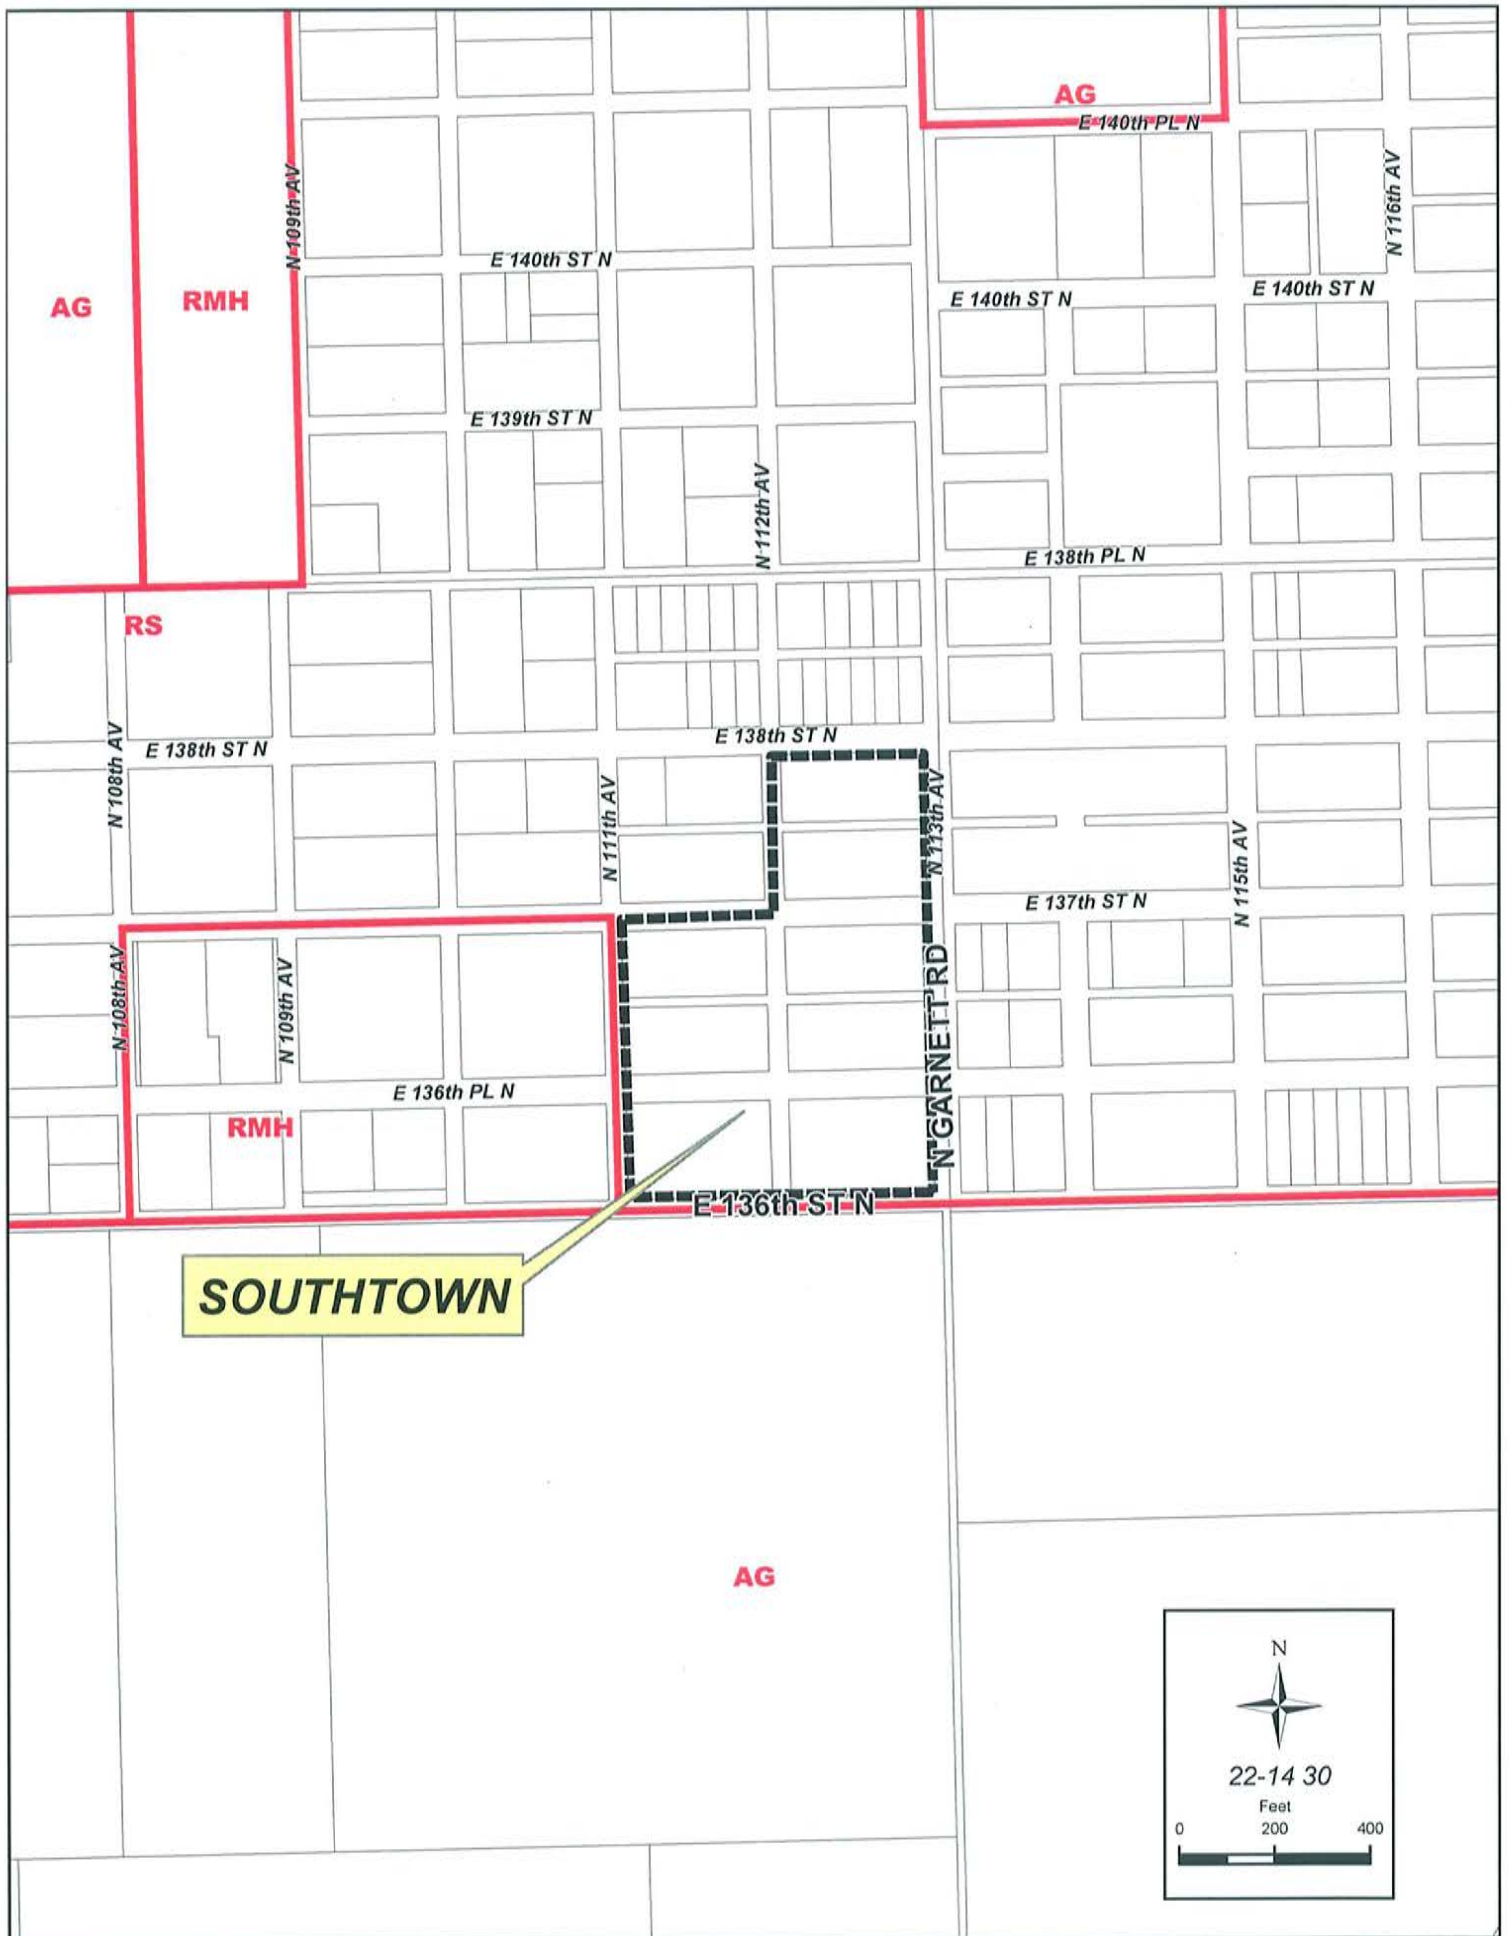 AG
E 140th PL N
N 109th AV
N 116th AV
E 140th ST N
AG
RMH
E 140th ST N
E 140th ST N
E 139th ST N
N 112th AV
E 138th PL N
RS
N 108th AV
E 138th ST N
E 138th ST N
N 111th AV
N 113th AV
N 115th AV
E 137th ST N
N 108th AV
N 109th AV
N GARNETT RD
E 136th PL N
RMH
E 136th ST N
SOUTHTOWN
AG
N
22-14 30
Feet
0 200 400